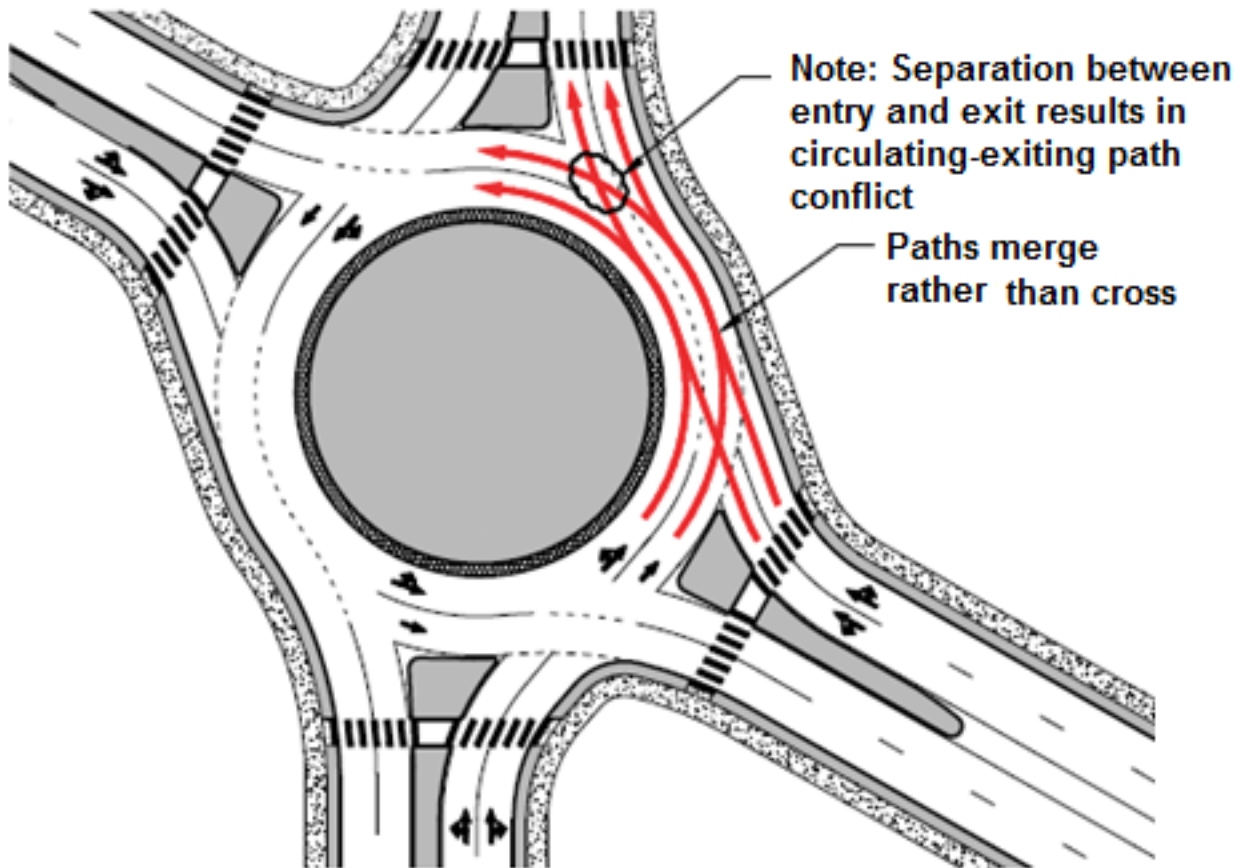 Note: Separation between
entry and exit results in
circulating-exiting path
conflict
Paths merge
rather than cross